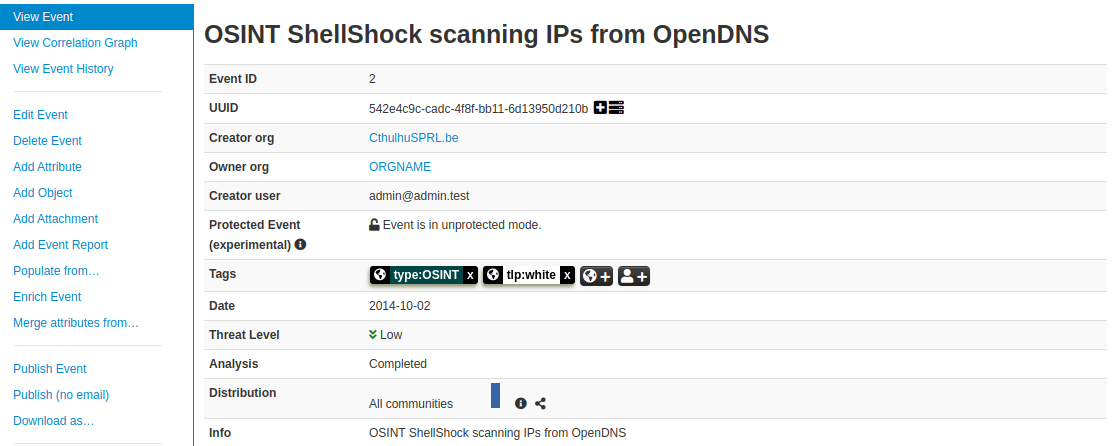 View Event
View Correlation Graph
View Event History
Edit Event
Delete Event
Add Attribute
Add Object
Add Attachment
Add Event Report
Populate from…
Enrich Event
Merge attributes from…
Publish Event
Publish (no email)
Download as…
OSINT ShellShock scanning IPs from OpenDNS
Event ID 2
UUID 542e4c9c-cadc-4f8f-bb11-6d13950d210b
Creator org CthulhuSPRL.be
Owner org ORGNAME
Creator user admin@admin.test
Protected Event Event is in unprotected mode.
(experimental)
Tags type:OSINT x tlp:white x + +
Date 2014-10-02
Threat Level Low
Analysis Completed
Distribution All communities
Info OSINT ShellShock scanning IPs from OpenDNS